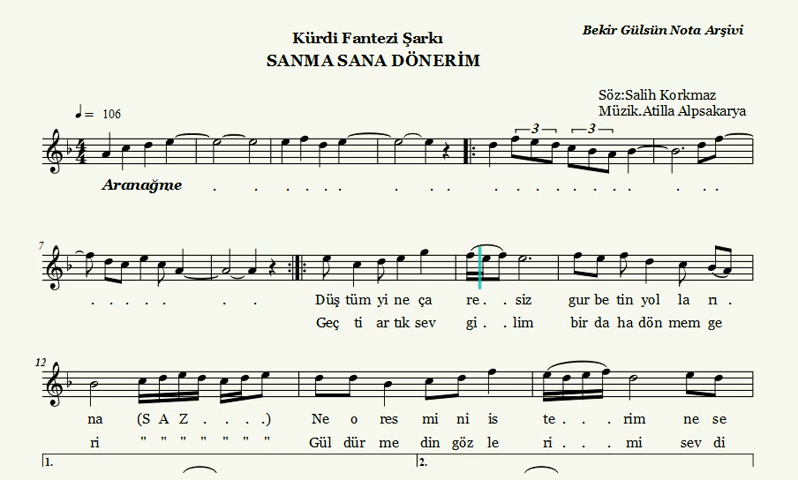 Bekir Gülsün Nota Arşivi
Kürdi Fantezi Şarkı
SANMA SANA DÖNERİM
Söz:Salih Korkmaz
= 106
Müzik.Atilla Alpsakarya
3 3
Aranağme . . . . . . . . . . . . .
7
. . . . . . . Düş tüm yi ne ça re . . siz gur be tin yol la rı .
Geç ti ar tık sev gi . . lim bir da ha dön mem ge
12
na (S A Z . . . .) Ne o res mi ni is te . . . rim ne se
ri " " " " " " " Gül dür me din göz le ri . . . mi sev di
1. 2.